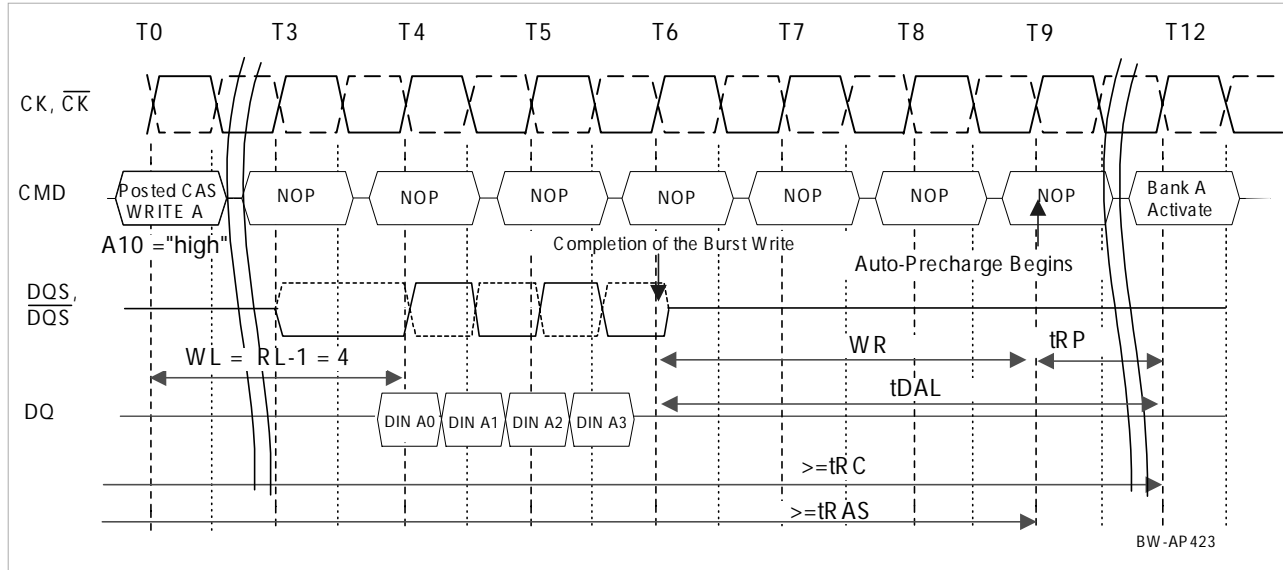 T0 T3 T4 T5 T6 T7 T8 T9 T12
CK, CK
CMD
Posted CAS
WRITE A
NOP NOP NOP NOP NOP NOP NOP
Bank A
Activate
A10 ="high"
Completion of the Burst Write
Auto-Precharge Begins
DQS,
DQS
WL = RL-1 = 4
WR
tRP
tDAL
DQ
DIN A0 DIN A1 DIN A2 DIN A3
>=tRC
>=tRAS
BW-AP423